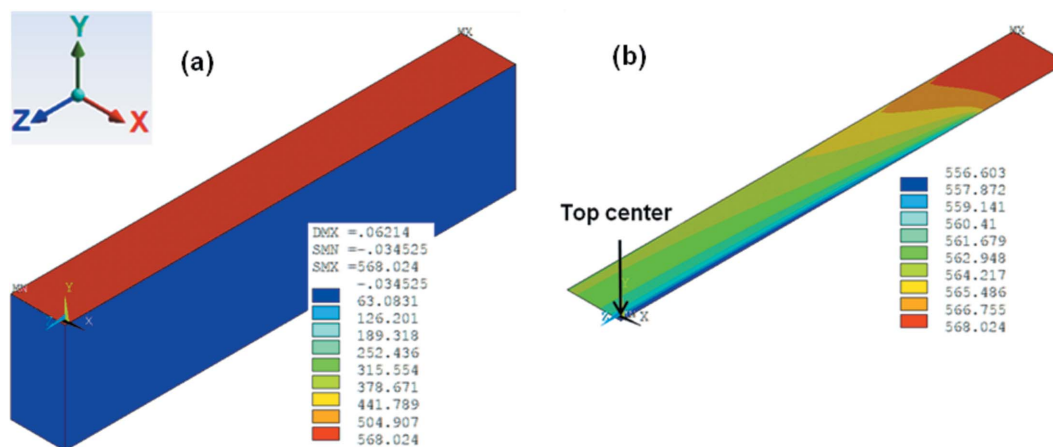 Y
Z
X
(a)
MX
MN
Y
X
DMX =.06214
SMN =-.034525
SMX =568.024
-.034525
63.0831
126.201
189.318
252.436
315.554
378.671
441.789
504.907
568.024
(b)
MX
Top center
X
556.603
557.872
559.141
560.41
561.679
562.948
564.217
565.486
566.755
568.024